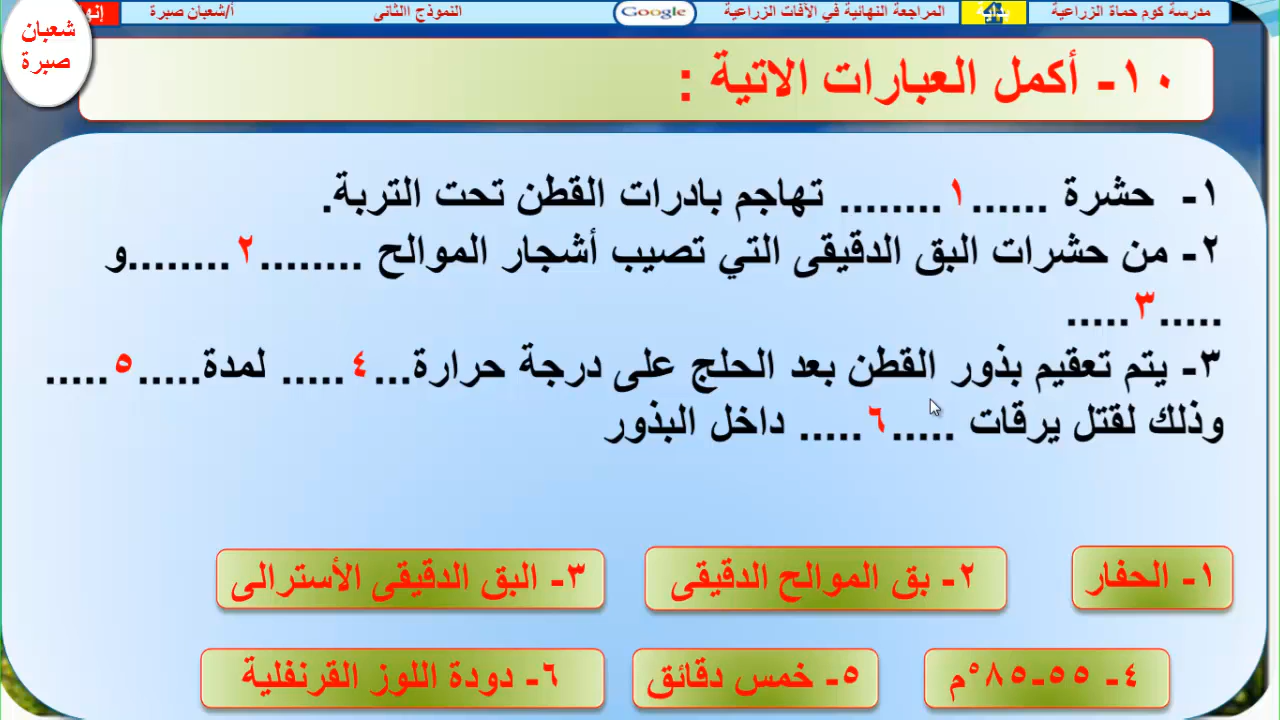 مدرسة كوم حماة الزراعية
بداية
Google
المراجعة النهائية في الآفات الزراعية
النموذج االثانى
أ/شعبان صبرة
شعبان
صبرة
١٠- أكمل العبارات الاتية :
١- حشرة ......١........ تهاجم بادرات القطن تحت التربة.
٢- من حشرات البق الدقيقى التي تصيب أشجار الموالح ........٢........و
.....٣.....
٣- يتم تعقيم بذور القطن بعد الحلج على درجة حرارة...٤..... لمدة.....٥.....
وذلك لقتل يرقات .....٦..... داخل البذور
١- الحفار
٢- بق الموالح الدقيقى
٣- البق الدقيقى الأسترالى
٤- ٥٥-٥٨٥م
٥- خمس دقائق
٦- دودة اللوز القرنفلية